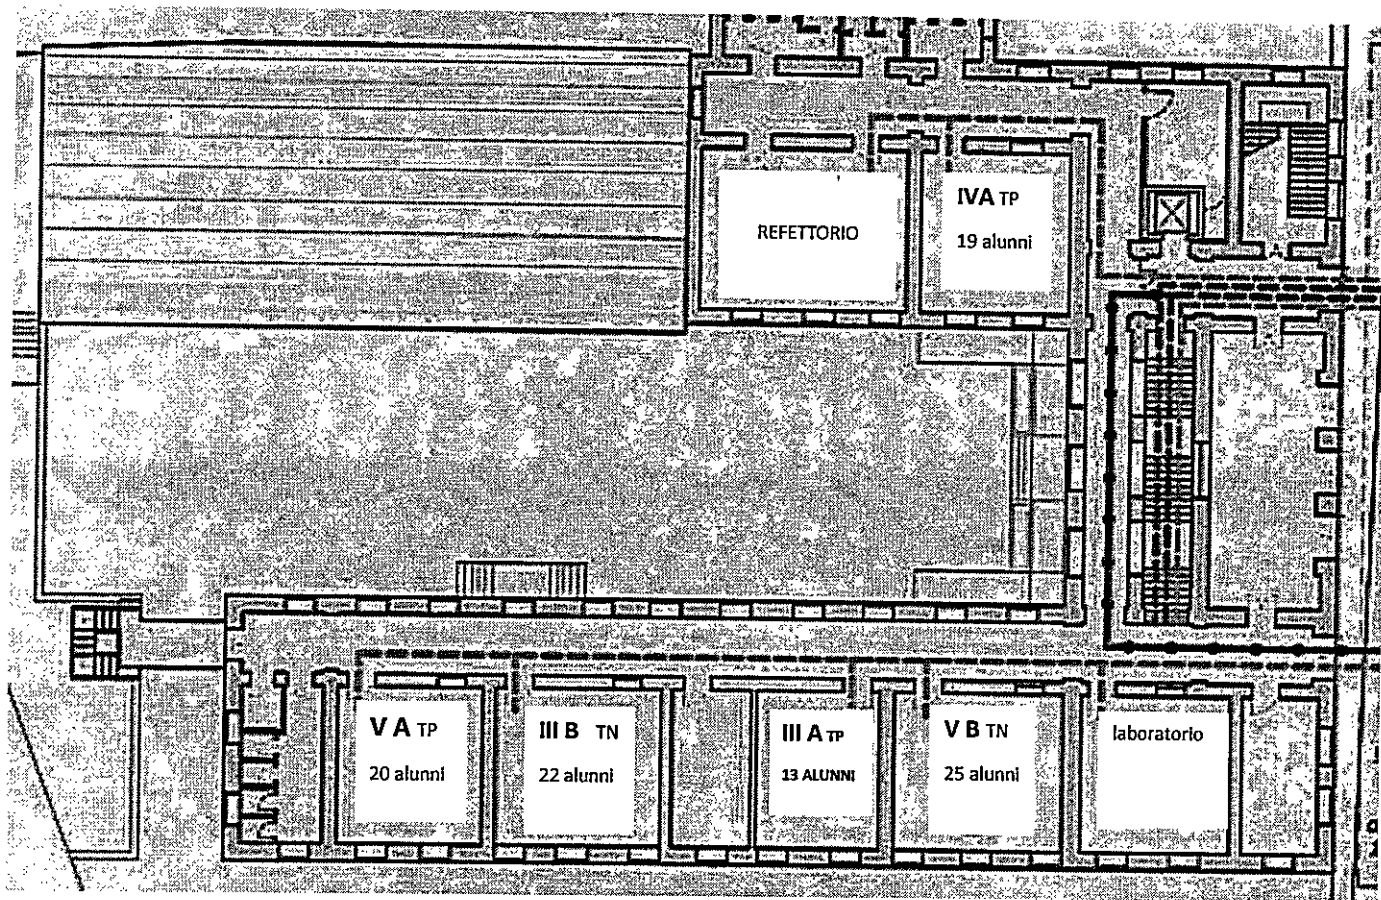 IVA TP
19 alunni
REFETTORIO
V A TP
20 alunni
III B TN
22 alunni
III A TP
13 ALUNNI
V B TN
25 alunni
laboratorio